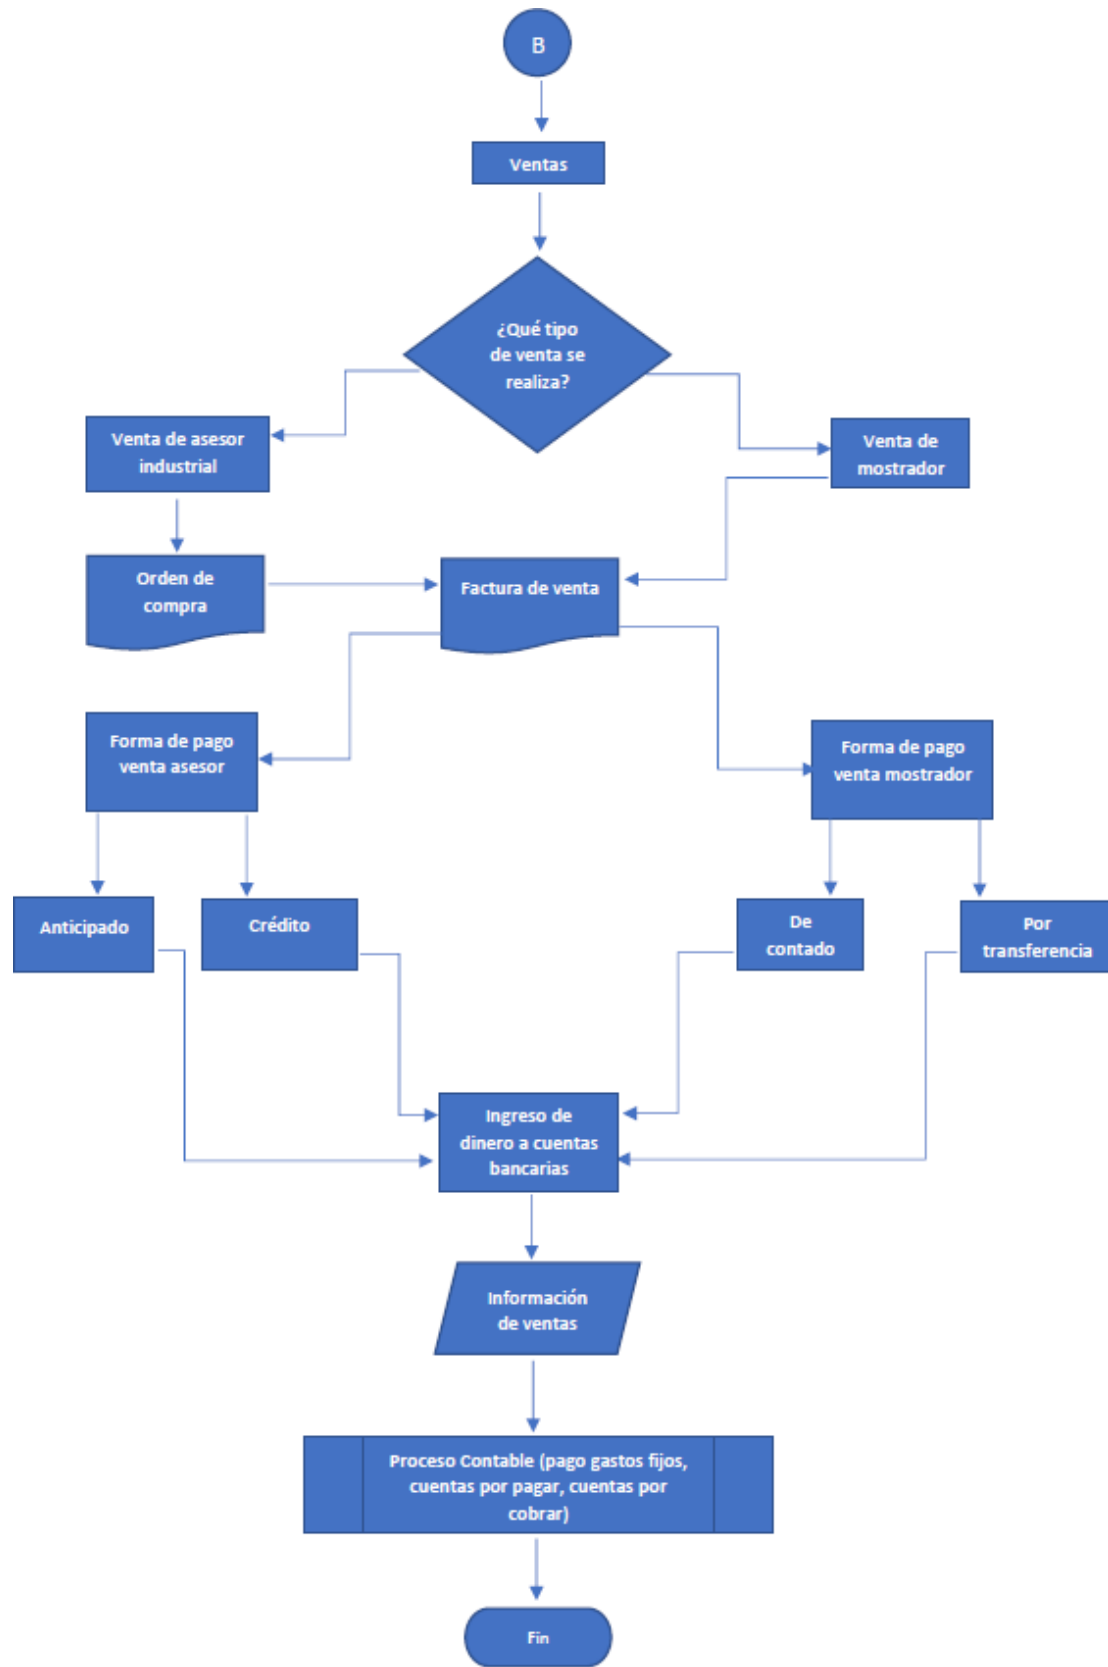 B
Ventas
¿Qué tipo
de venta se
realiza?
Venta de asesor
industrial
Venta de
mostrador
Orden de
compra
Factura de venta
Forma de pago
venta asesor
Forma de pago
venta mostrador
Anticipado
Crédito
De
contado
Por
transferencia
Ingreso de
dinero a cuentas
bancarias
Información
de ventas
Proceso Contable (pago gastos fijos,
cuentas por pagar, cuentas por
cobrar)
Fin